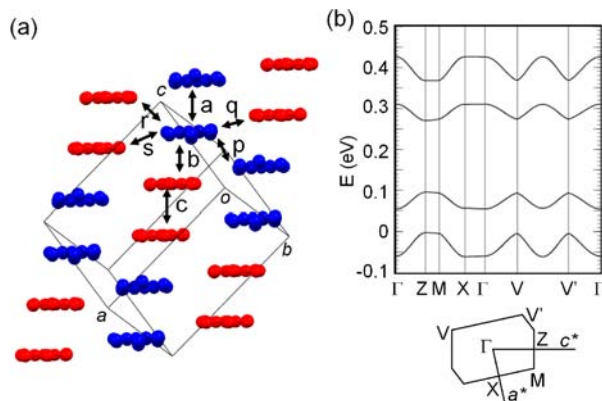 (a)
(b)
c
a
q
r
s
p
b
c
o
b
a
E (eV)
0.5
0.4
0.3
0.2
0.1
0
-0.1
Γ Z M X Γ V V' Γ
V'
V
Γ
Z
c*
X
M
a*